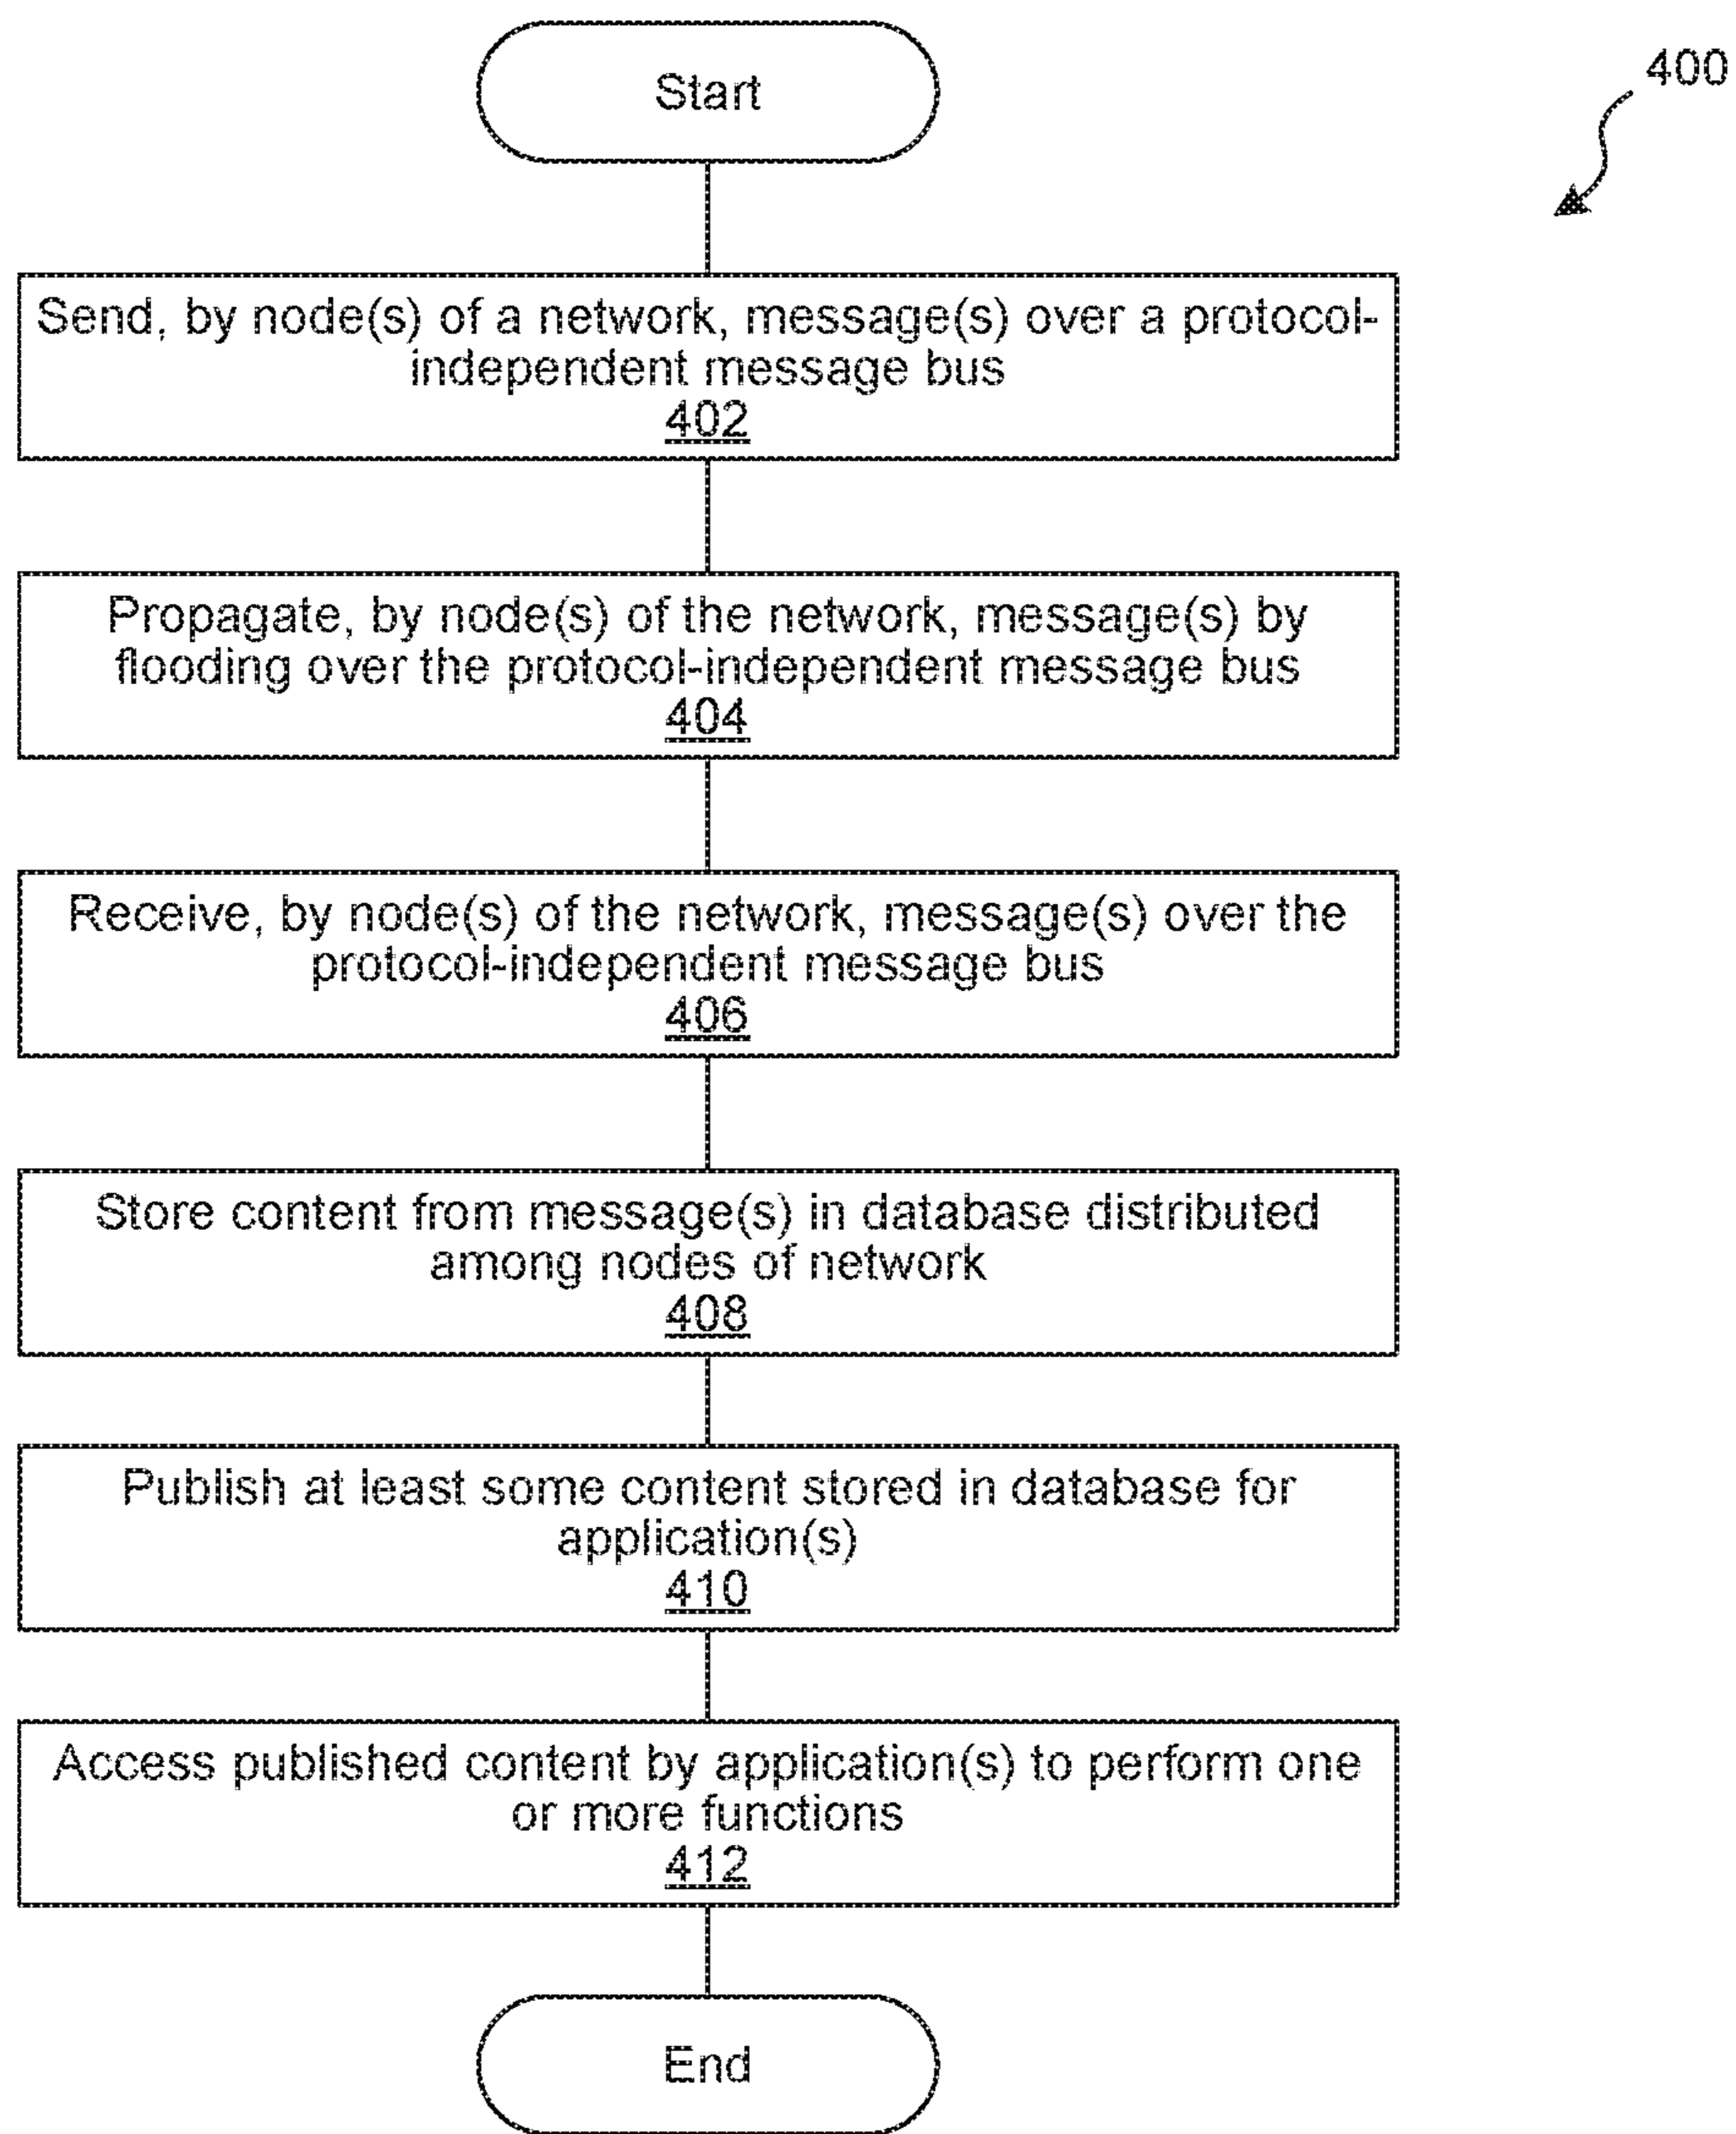 Start
400
Send, by node(s) of a network, message(s) over a protocol-
independent message bus
402
Propagate, by node(s) of the network, message(s) by
flooding over the protocol-independent message bus
404
Receive, by node(s) of the network, message(s) over the
protocol-independent message bus
406
Store content from message(s) in database distributed
among nodes of network
408
Publish at least some content stored in database for
application(s)
410
Access published content by application(s) to perform one
or more functions
412
End